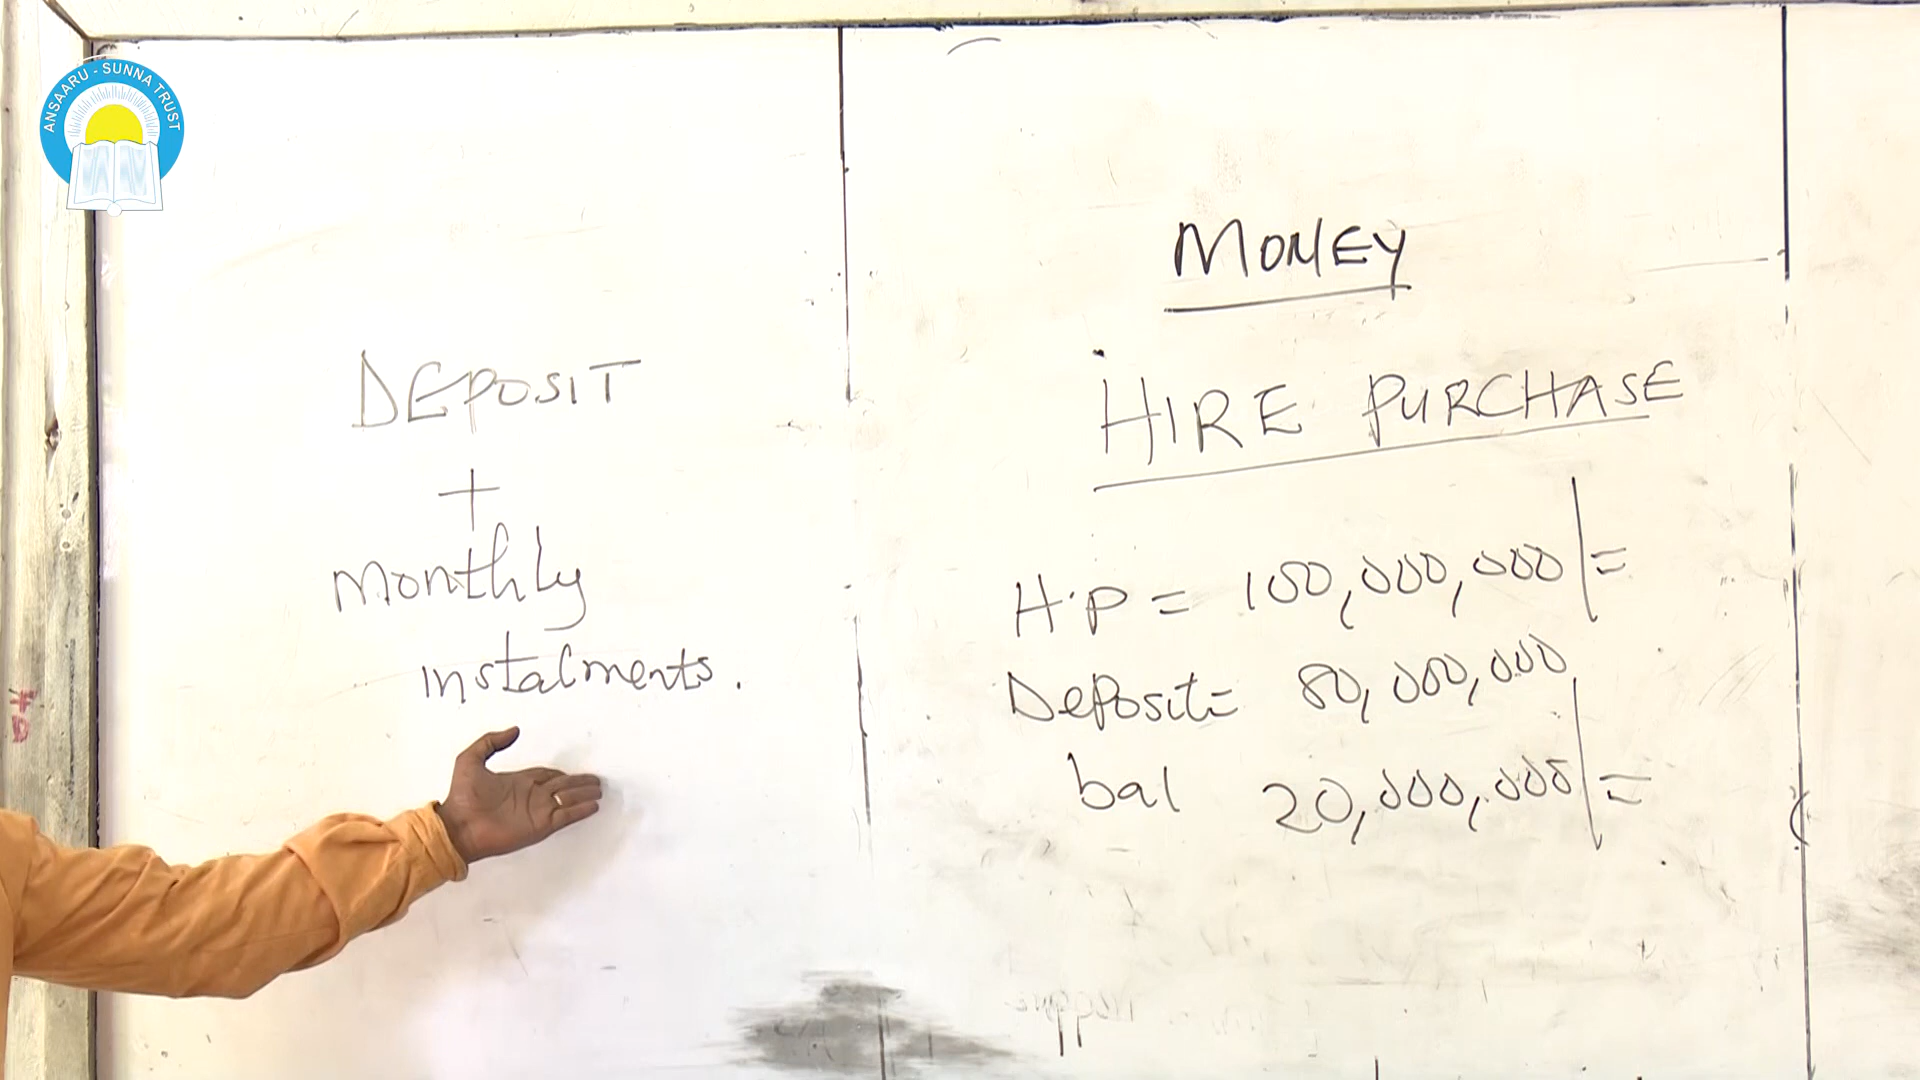 ANSAARU - SUNNA TRUST
DEPOSIT
+
Monthly
instalments.
MONEY
HIRE PURCHASE
H.P = 100,000,000/=
Deposit = 80,000,000
bal 20,000,000/=